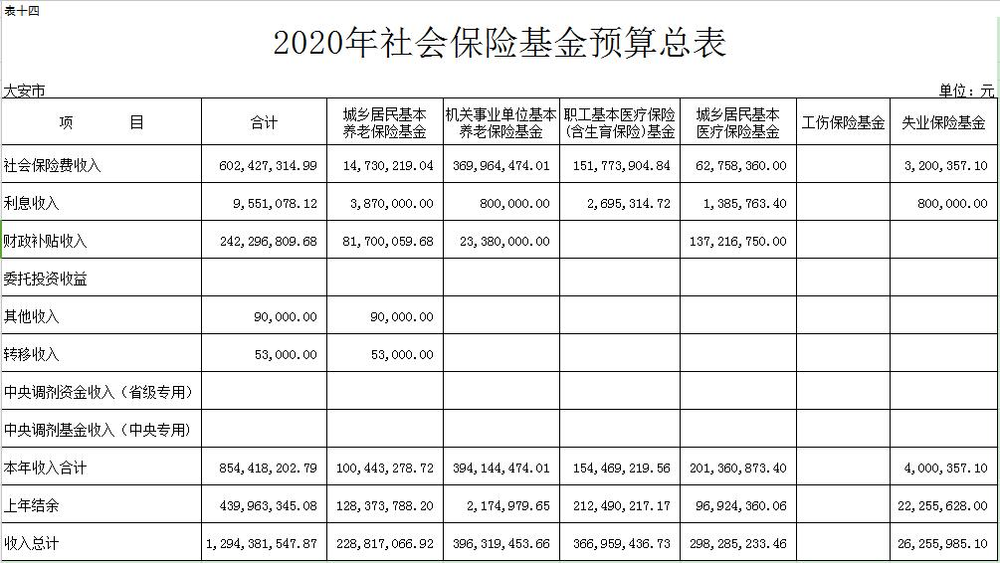 表十四
2020年社会保险基金预算总表
大安市 单位：元
项 目 合计 城乡居民基本养老保险基金 机关事业单位基本养老保险基金 职工基本医疗保险(含生育保险)基金 城乡居民基本医疗保险基金 工伤保险基金 失业保险基金
社会保险费收入 602,427,314.99 14,730,219.04 369,964,474.01 151,773,904.84 62,758,360.00 3,200,357.10
利息收入 9,551,078.12 3,870,000.00 800,000.00 2,695,314.72 1,385,763.40 800,000.00
财政补贴收入 242,296,809.68 81,700,059.68 23,380,000.00 137,216,750.00
委托投资收益
其他收入 90,000.00 90,000.00
转移收入 53,000.00 53,000.00
中央调剂资金收入（省级专用）
中央调剂基金收入（中央专用）
本年收入合计 854,418,202.79 100,443,278.72 394,144,474.01 154,469,219.56 201,360,873.40 4,000,357.10
上年结余 439,963,345.08 128,373,788.20 2,174,979.65 212,490,217.17 96,924,360.06 22,255,628.00
收入总计 1,294,381,547.87 228,817,066.92 396,319,453.66 366,959,436.73 298,285,233.46 26,255,985.10